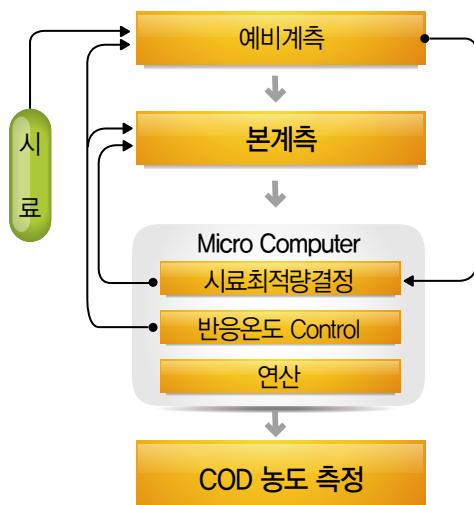 예비계측
시
료
본계측
Micro Computer
시료최적량결정
반응온도 Control
연산
COD 농도 측정